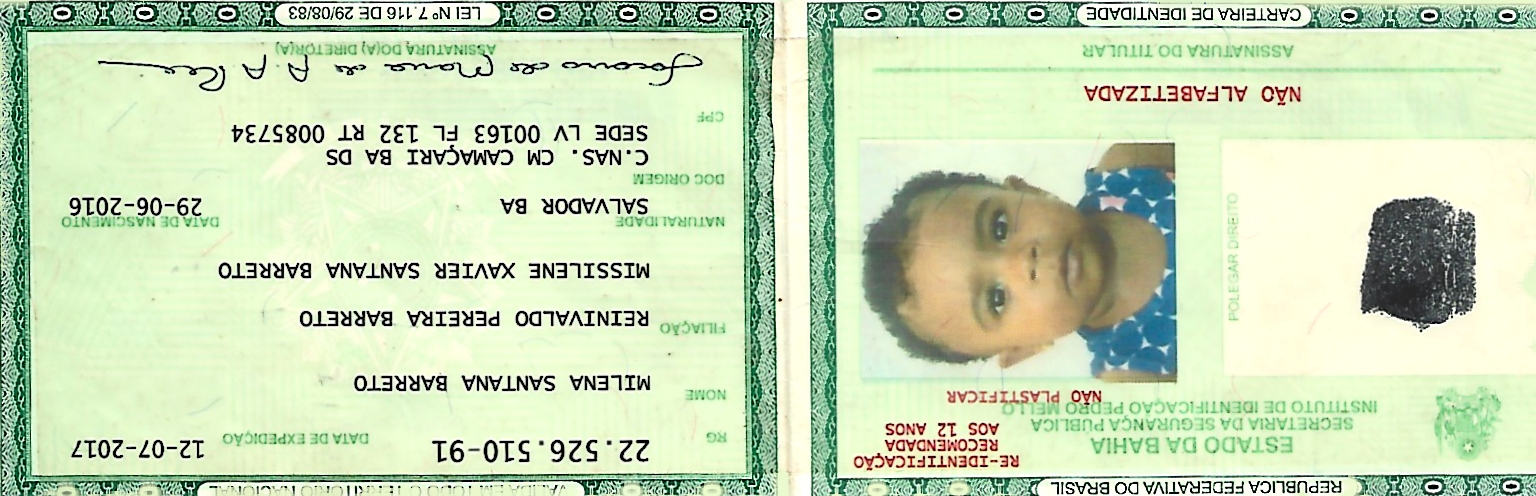 REPÚBLICA FEDERATIVA DO BRASIL
ESTADO DA BAHIA
SECRETARIA DA SEGURANÇA PÚBLICA
INSTITUTO DE IDENTIFICAÇÃO PEDRO MELLO
RE-IDENTIFICAÇÃO
RECOMENDADA
AOS 12 ANOS
NÃO PLASTIFICAR
POLEGAR DIREITO
NÃO ALFABETIZADA
ASSINATURA DO TITULAR
CARTEIRA DE IDENTIDADE
VÁLIDA EM TODO O TERRITÓRIO NACIONAL
RG 22.526.510-91 DATA DE EXPEDIÇÃO 12-07-2017
NOME
MILENA SANTANA BARRETO
FILIAÇÃO
REINIVALDO PEREIRA BARRETO
MISSILENE XAVIER SANTANA BARRETO
NATURALIDADE DATA DE NASCIMENTO
SALVADOR BA 29-06-2016
DOC ORIGEM
C.NAS. CM CAMAÇARI BA DS
SEDE LV 00163 FL 132 RT 0085734
CPF
Socorro de Maria de
ASSINATURA DO(A) DIRETOR(A)
LEI Nº 7.116 DE 29/08/83